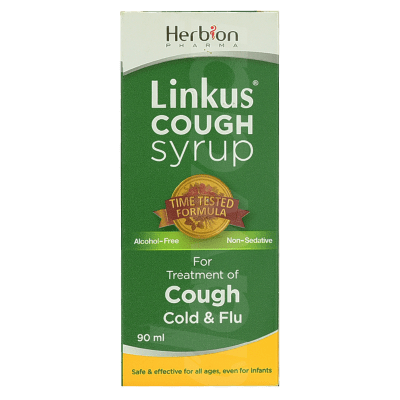 Herbion
PHARMA
Linkus®
COUGH
syrup
TIME TESTED
FORMULA
Alcohol-Free Non-Sedative
For
Treatment of
Cough
Cold & Flu
90 ml
Safe & effective for all ages, even for infants